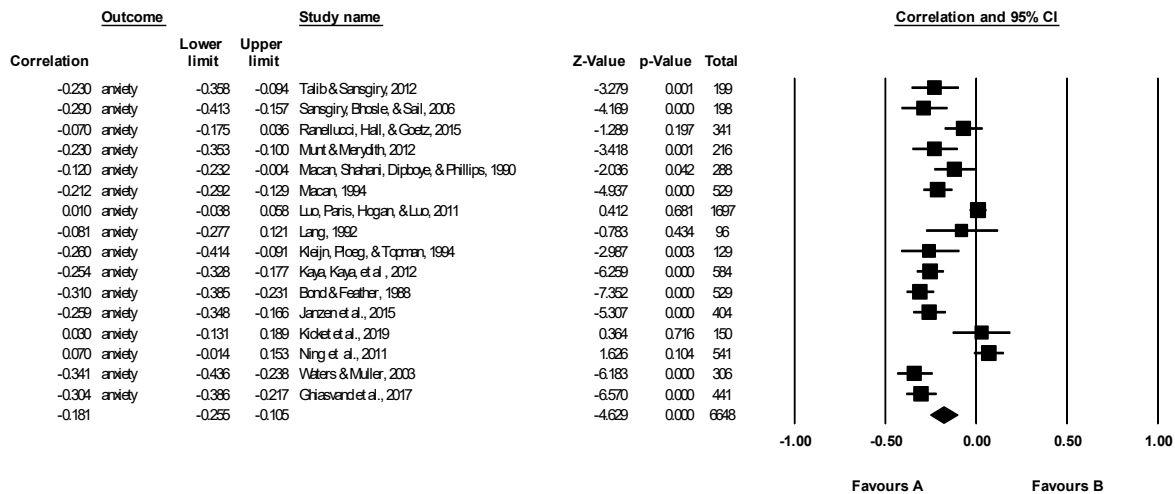 Outcome Study name Correlation and 95% CI
Lower Upper
Correlation limit limit Z-Value p-Value Total
-0.230 anxiety -0.358 -0.094 Talib & Sansgiry, 2012 -3.279 0.001 199
-0.290 anxiety -0.413 -0.157 Sansgiry, Bhosle, & Sail, 2006 -4.169 0.000 198
-0.070 anxiety -0.175 0.036 Ranellucci, Hall, & Goetz, 2015 -1.289 0.197 341
-0.230 anxiety -0.353 -0.100 Munt & Merydith, 2012 -3.418 0.001 216
-0.120 anxiety -0.232 -0.004 Macan, Shahani, Dipboye, & Phillips, 1990 -2.036 0.042 288
-0.212 anxiety -0.292 -0.129 Macan, 1994 -4.937 0.000 529
0.010 anxiety -0.038 0.058 Luo, Paris, Hogan, & Luo, 2011 0.412 0.681 1697
-0.081 anxiety -0.277 0.121 Lang, 1992 -0.783 0.434 96
-0.260 anxiety -0.414 -0.091 Kleijn, Ploeg, & Topman, 1994 -2.987 0.003 129
-0.254 anxiety -0.328 -0.177 Kaya, Kaya, et al, 2012 -6.259 0.000 584
-0.310 anxiety -0.385 -0.231 Bond & Feather, 1988 -7.352 0.000 529
-0.259 anxiety -0.348 -0.166 Janzen et al., 2015 -5.307 0.000 404
0.030 anxiety -0.131 0.189 Kicket et al., 2019 0.364 0.716 150
0.070 anxiety -0.014 0.153 Ning et al., 2011 1.626 0.104 541
-0.341 anxiety -0.436 -0.238 Waters & Muller, 2003 -6.183 0.000 306
-0.304 anxiety -0.386 -0.217 Ghiasvand et al., 2017 -6.570 0.000 441
-0.181 -0.255 -0.105 -4.629 0.000 6648
-1.00 -0.50 0.00 0.50 1.00
Favours A Favours B